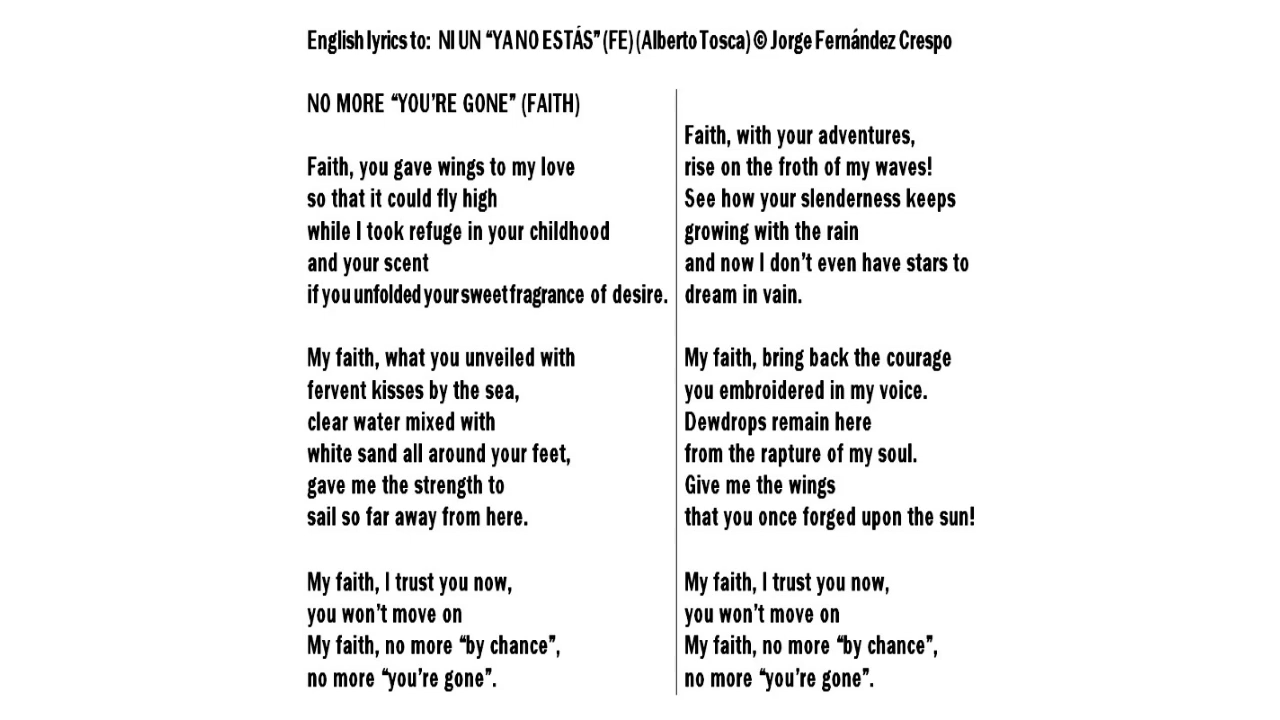 English lyrics to: NI UN “YA NO ESTÁS” (FE) (Alberto Tosca) © Jorge Fernández Crespo
NO MORE “YOU’RE GONE” (FAITH)
Faith, you gave wings to my love
so that it could fly high
while I took refuge in your childhood
and your scent
if you unfolded your sweet fragrance of desire.
My faith, what you unveiled with
fervent kisses by the sea,
clear water mixed with
white sand all around your feet,
gave me the strength to
sail so far away from here.
My faith, I trust you now,
you won’t move on
My faith, no more “by chance”,
no more “you’re gone”.
Faith, with your adventures,
rise on the froth of my waves!
See how your slenderness keeps
growing with the rain
and now I don’t even have stars to
dream in vain.
My faith, bring back the courage
you embroidered in my voice.
Dewdrops remain here
from the rapture of my soul.
Give me the wings
that you once forged upon the sun!
My faith, I trust you now,
you won’t move on
My faith, no more “by chance”,
no more “you’re gone”.